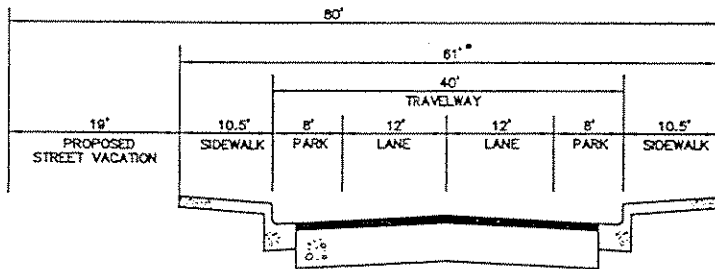 80'
61'*
40'
TRAVELWAY
19' 10.5' 8' 12' 12' 8' 10.5'
PROPOSED SIDEWALK PARK LANE LANE PARK SIDEWALK
STREET VACATION